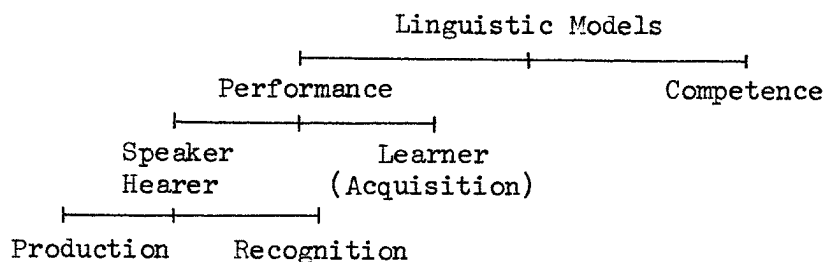 Linguistic Models
Performance Competence
Speaker Learner
Hearer (Acquisition)
Production Recognition